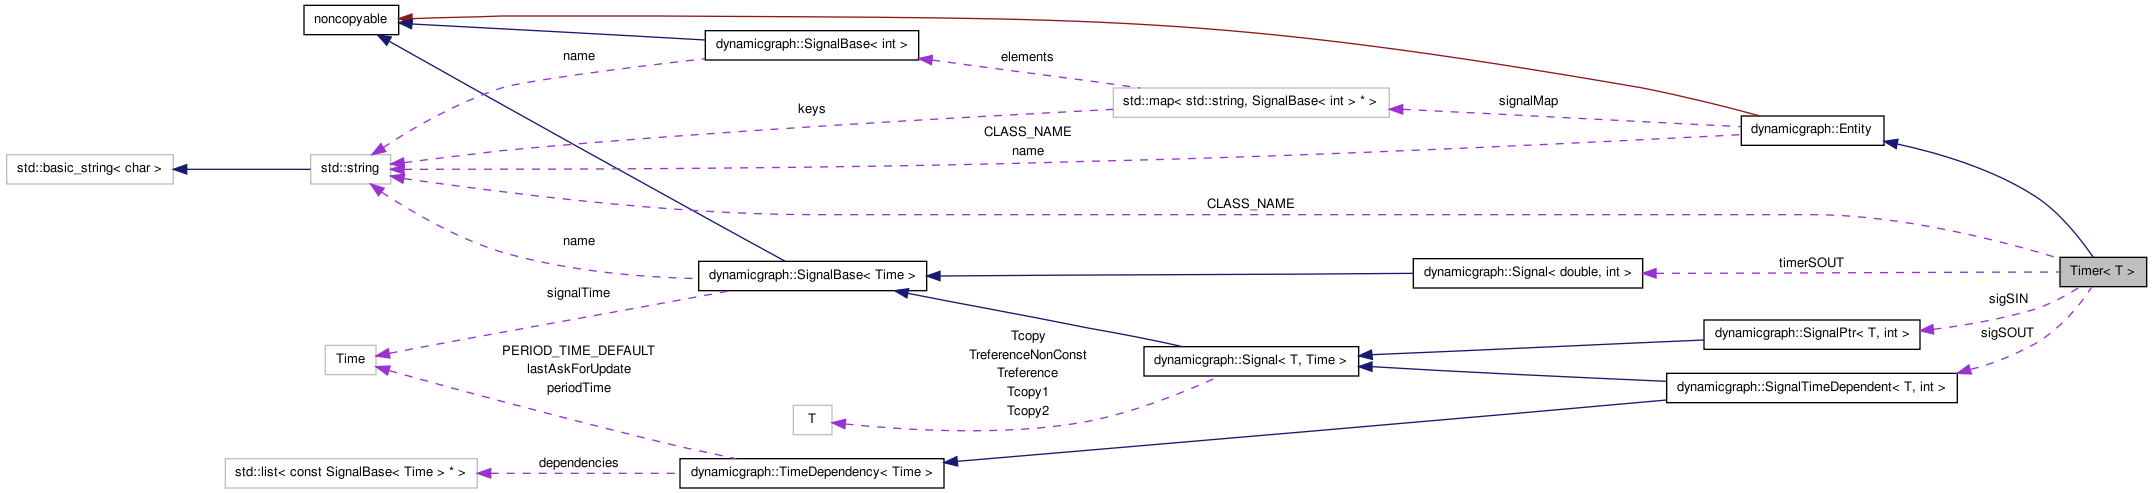 noncopyable
dynamicgraph::SignalBase< int >
name
elements
std::map< std::string, SignalBase< int > * >
signalMap
keys
dynamicgraph::Entity
CLASS_NAME
name
std::basic_string< char >
std::string
CLASS_NAME
name
dynamicgraph::SignalBase< Time >
dynamicgraph::Signal< double, int >
timerSOUT
Timer< T >
signalTime
sigSIN
dynamicgraph::SignalPtr< T, int >
sigSOUT
Tcopy
TreferenceNonConst
Treference
Tcopy1
Tcopy2
dynamicgraph::Signal< T, Time >
Time
PERIOD_TIME_DEFAULT
lastAskForUpdate
periodTime
dynamicgraph::SignalTimeDependent< T, int >
T
dependencies
std::list< const SignalBase< Time > * >
dynamicgraph::TimeDependency< Time >